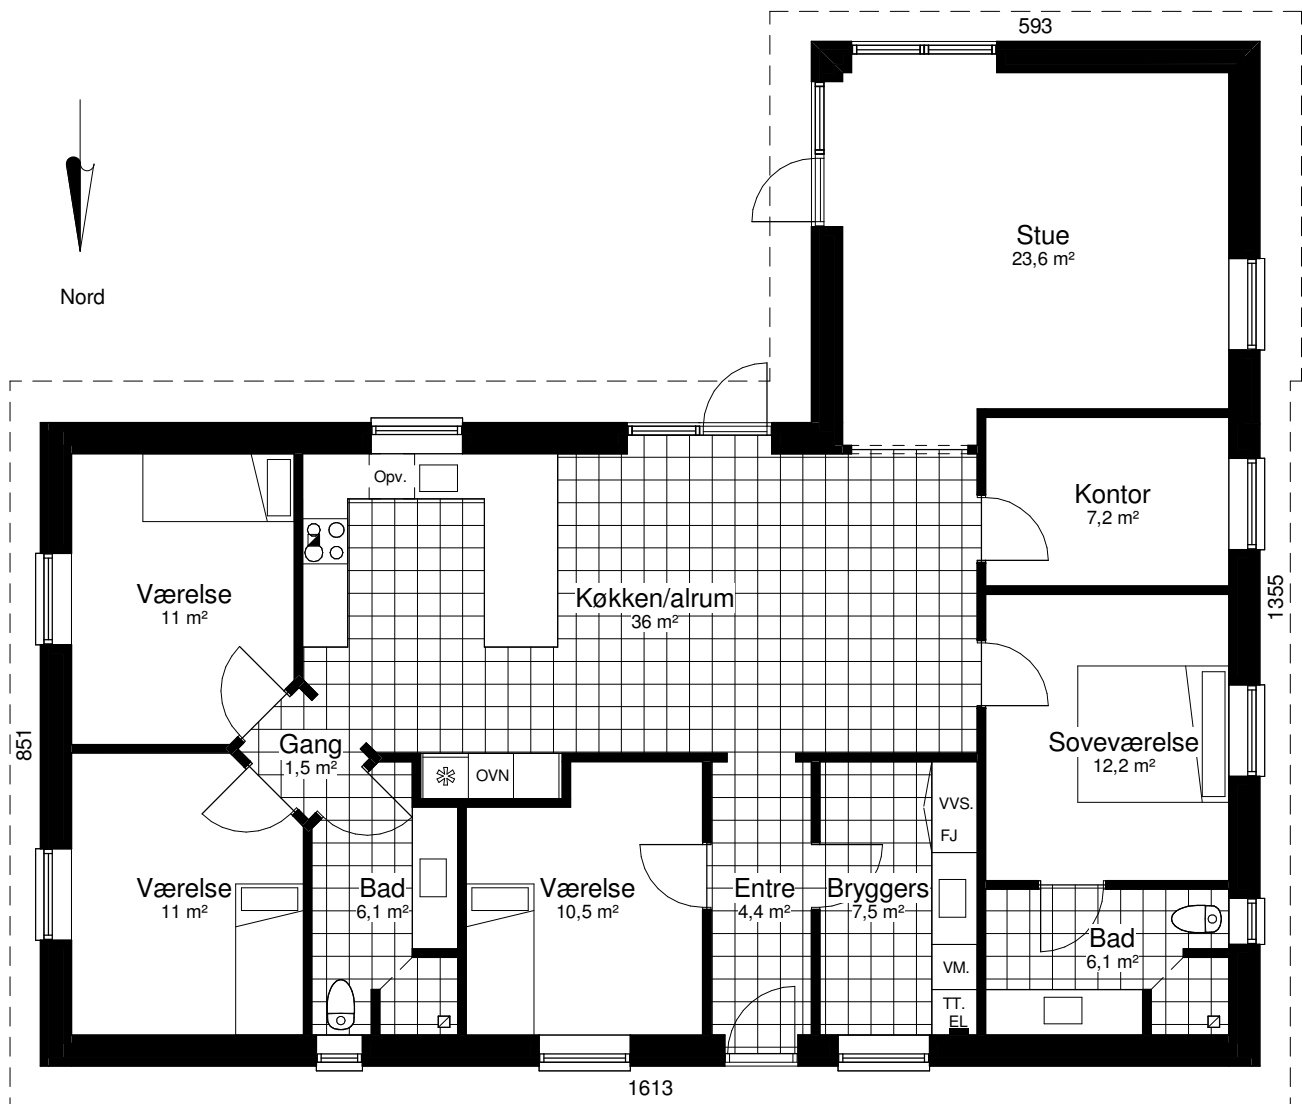 593
Nord
Stue
23,6 m²
Opv.
Kontor
7,2 m²
Værelse
11 m²
Køkken/alrum
36 m²
1355
851
Gang
1,5 m²
Soveværelse
12,2 m²
OVN
VVS.
FJ
Værelse
11 m²
Bad
6,1 m²
Værelse
10,5 m²
Entre
4,4 m²
Bryggers
7,5 m²
Bad
6,1 m²
VM.
TT.
EL
1613